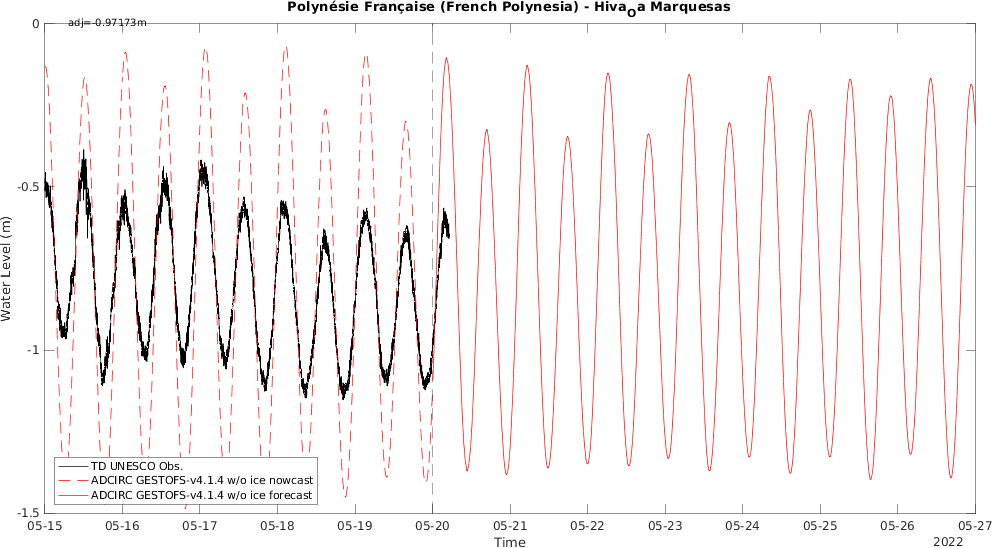 Polynésie Française (French Polynesia) - Hiva_Oa Marquesas
adj=-0.97173m
0
-0.5
-1
-1.5
Water Level (m)
TD UNESCO Obs.
ADCIRC GESTOFS-v4.1.4 w/o ice nowcast
ADCIRC GESTOFS-v4.1.4 w/o ice forecast
05-15 05-16 05-17 05-18 05-19 05-20 05-21 05-22 05-23 05-24 05-25 05-26 05-27
Time
2022